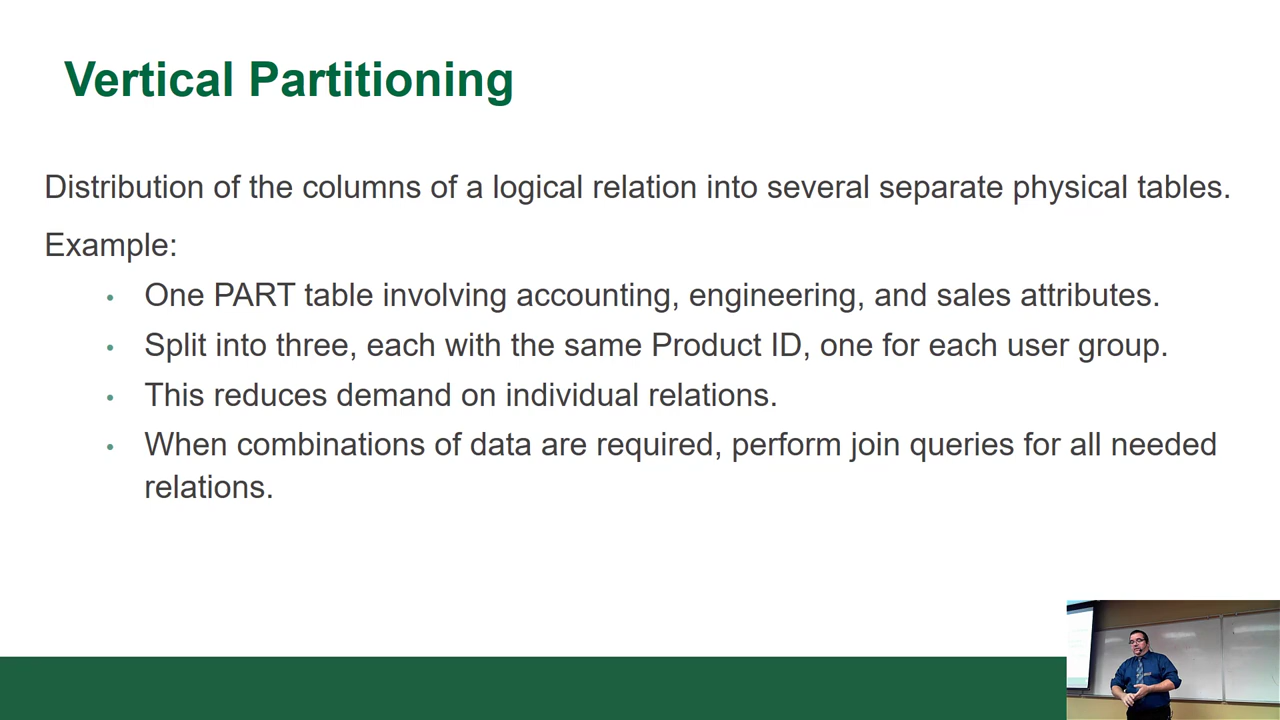 Vertical Partitioning
Distribution of the columns of a logical relation into several separate physical tables.
Example:
• One PART table involving accounting, engineering, and sales attributes.
• Split into three, each with the same Product ID, one for each user group.
• This reduces demand on individual relations.
• When combinations of data are required, perform join queries for all needed
relations.